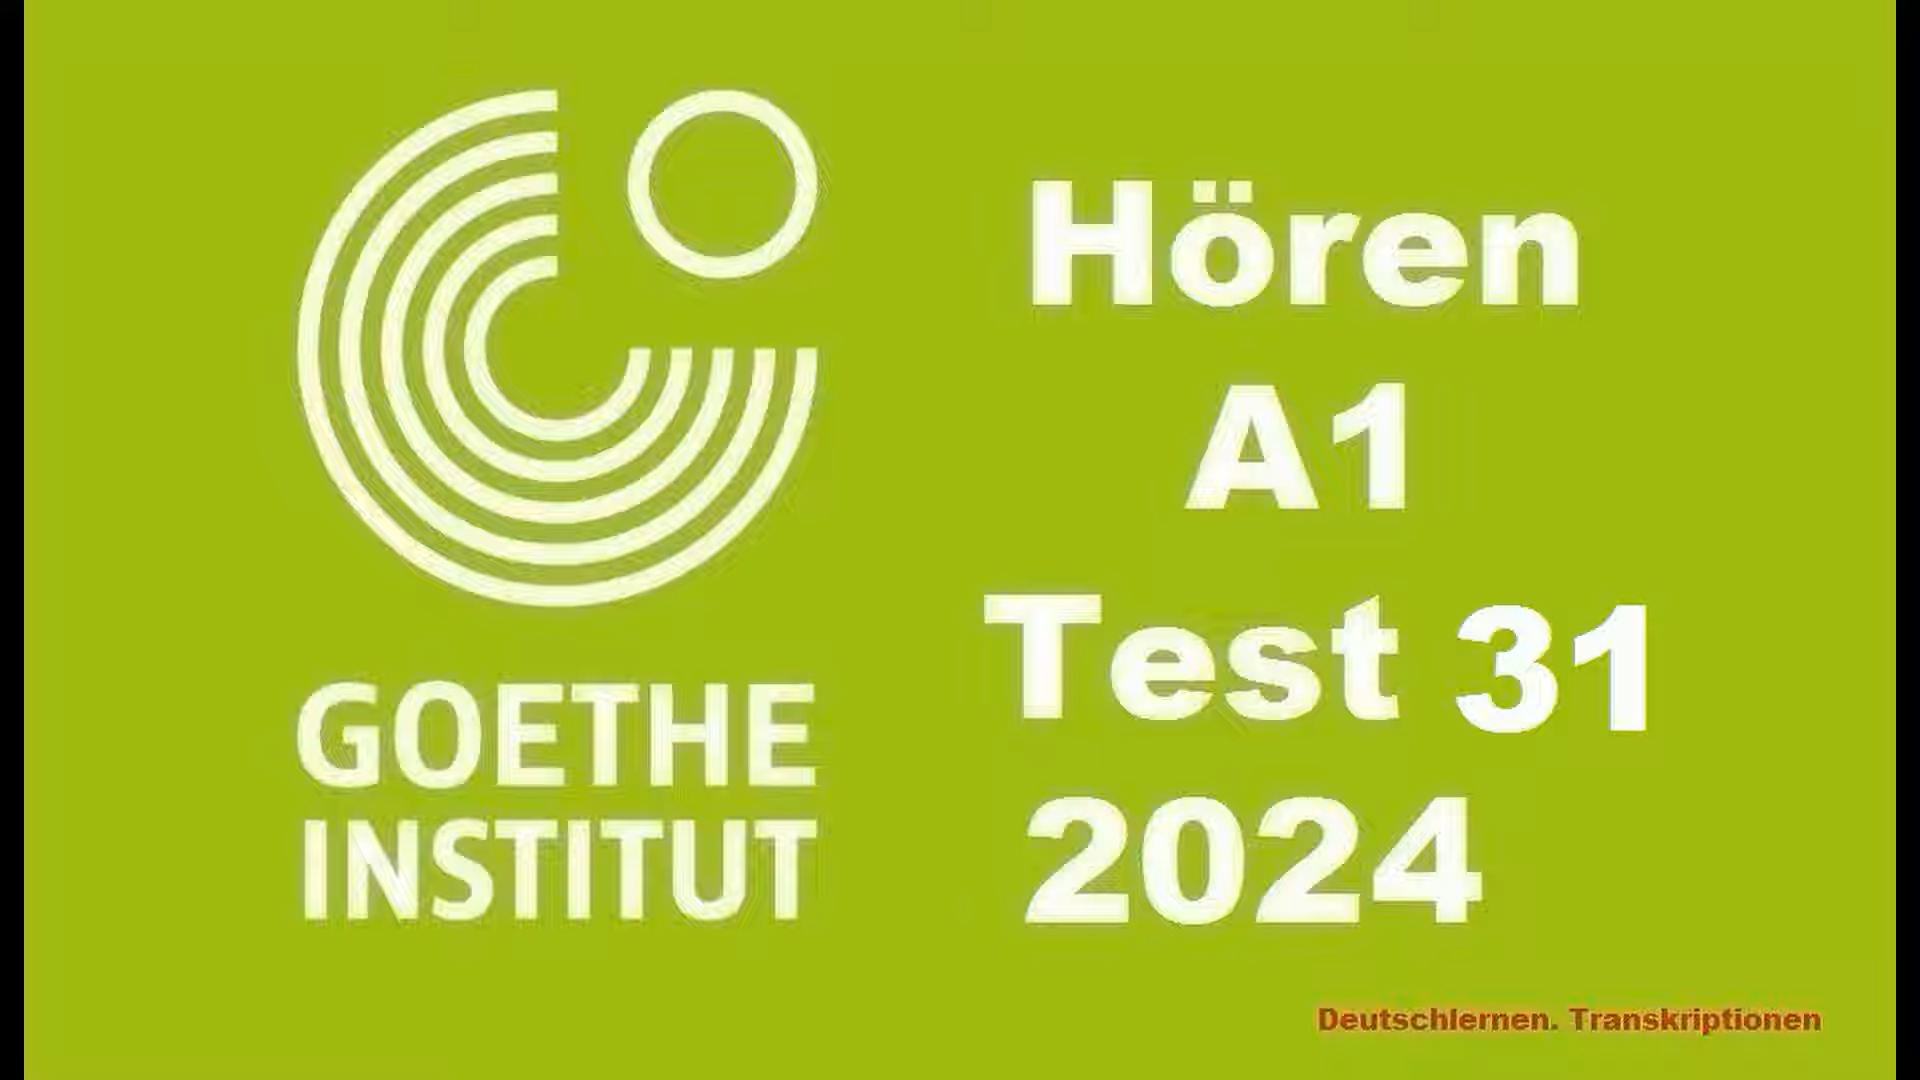 GOETHE
INSTITUT
Hören
A1
Test 31
2024
Deutschlernen. Transkriptionen